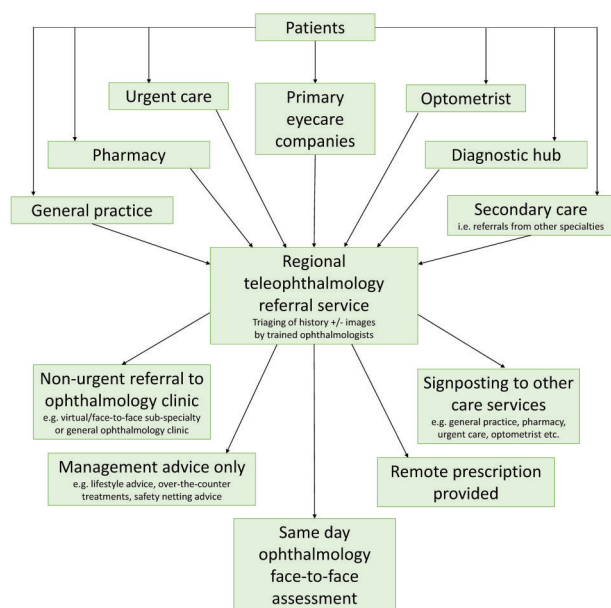 Patients
Urgent care
Primary
eyecare
companies
Optometrist
Pharmacy
Diagnostic hub
General practice
Secondary care
i.e. referrals from other specialties
Regional
teleophthalmology
referral service
Triaging of history +/- images
by trained ophthalmologists
Non-urgent referral to
ophthalmology clinic
e.g. virtual/face-to-face sub-specialty
or general ophthalmology clinic
Signposting to other
care services
e.g. general practice, pharmacy,
urgent care, optometrist etc.
Management advice only
e.g. lifestyle advice, over-the-counter
treatments, safety netting advice
Remote prescription
provided
Same day
ophthalmology
face-to-face
assessment